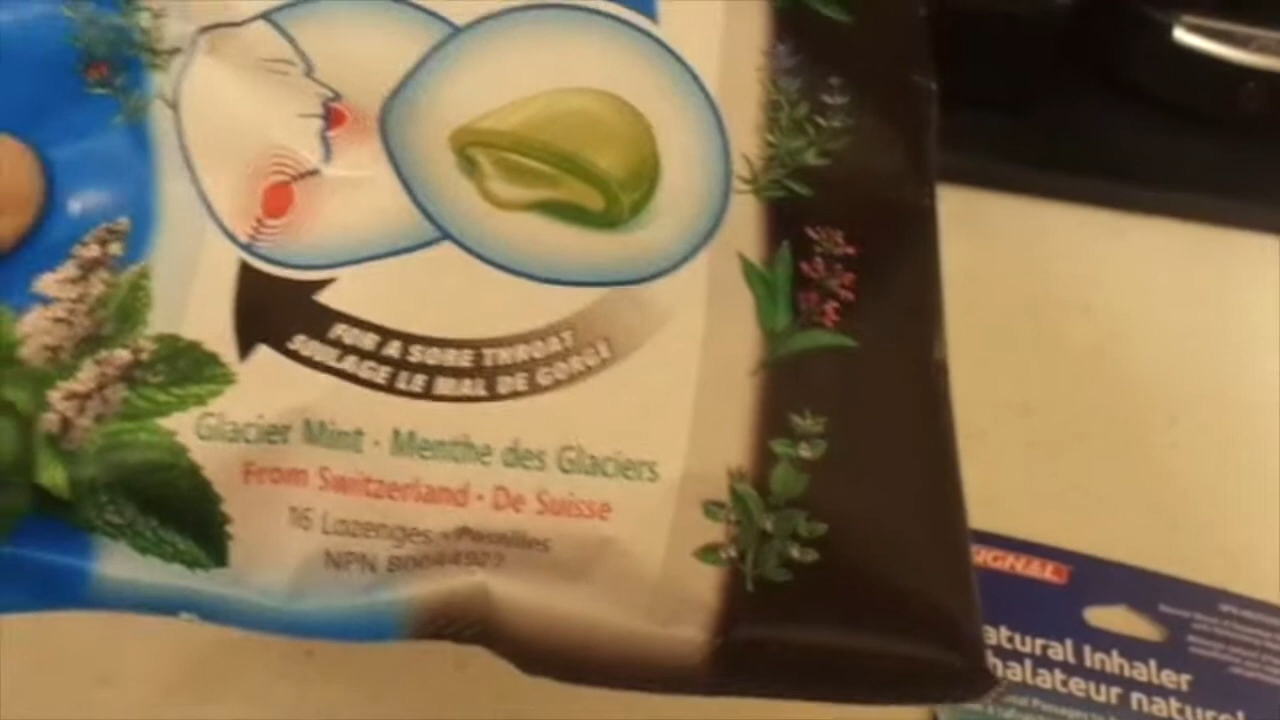 FOR A SORE THROAT
SOULAGE LE MAL DE GORGE
Glacier Mint · Menthe des Glaciers
From Switzerland · De Suisse
16 Lozenges · Pastilles
NPN
IGNAL
atural Inhaler
halateur naturel